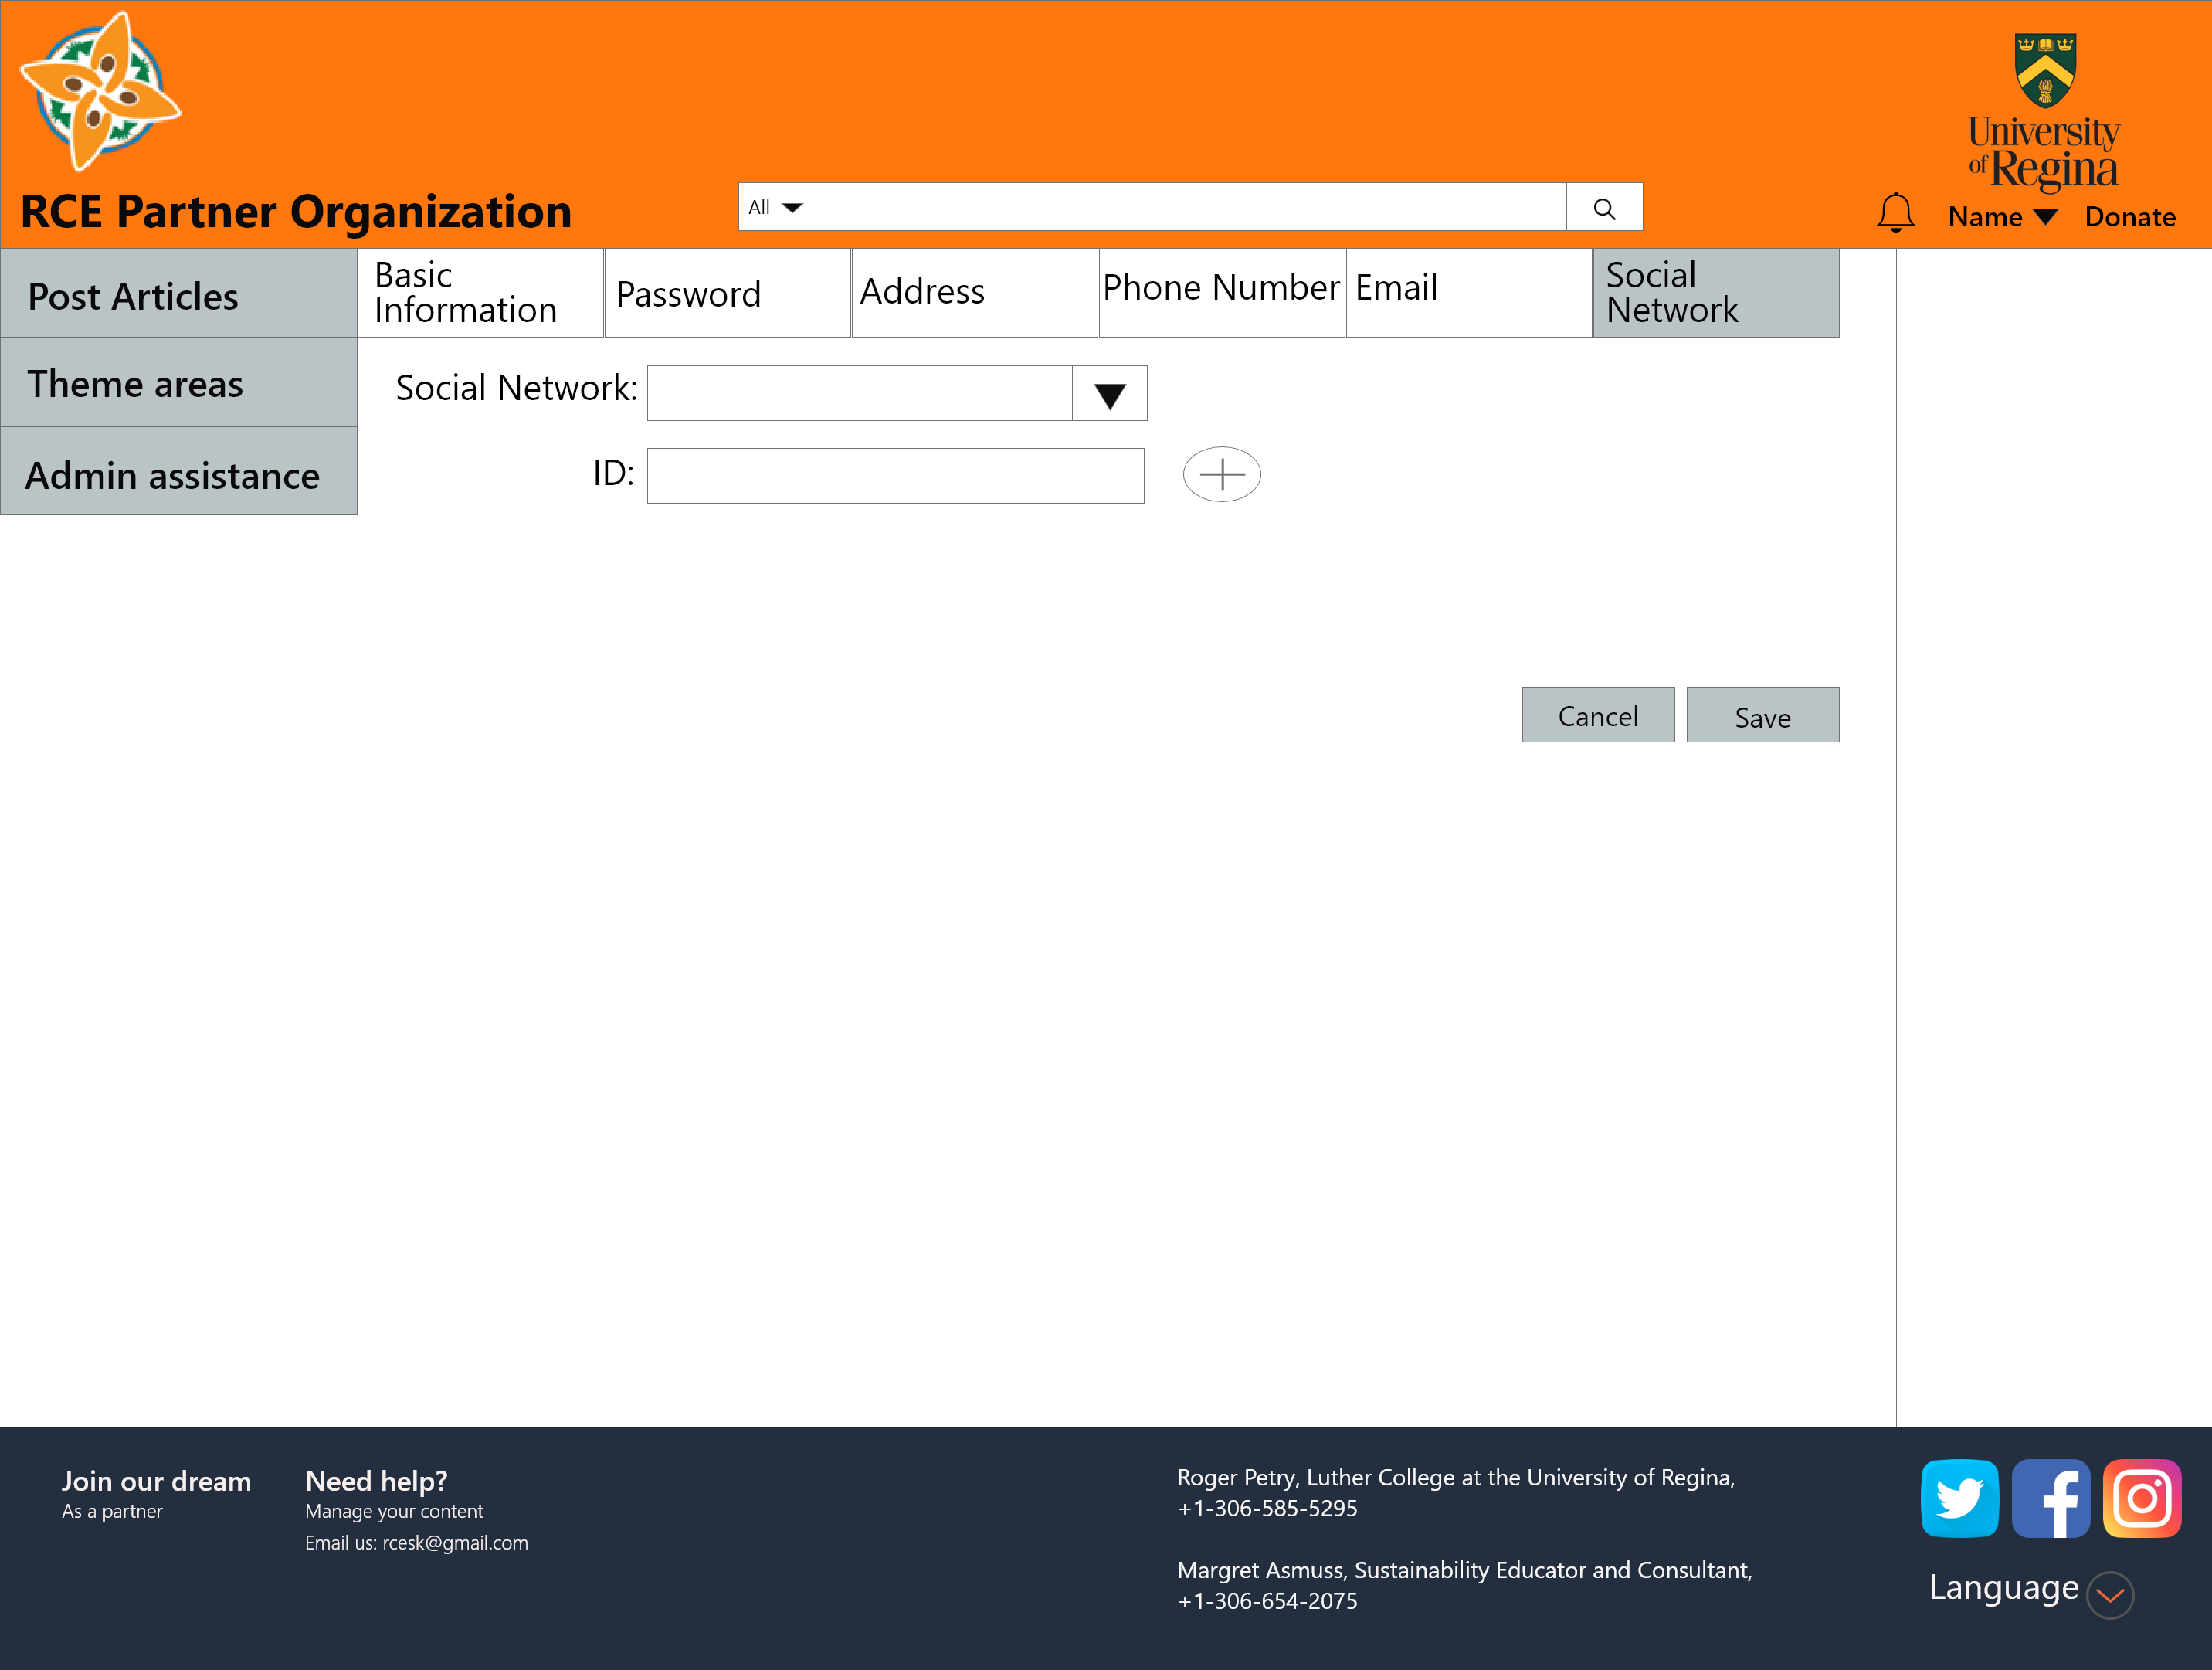 University
of Regina
RCE Partner Organization
All
Name
Donate
Post Articles
Theme areas
Admin assistance
Basic
Information
Password
Address
Phone Number
Email
Social
Network
Social Network:
ID:
Cancel
Save
Join our dream
As a partner
Need help?
Manage your content
Email us: rcesk@gmail.com
Roger Petry, Luther College at the University of Regina,
+1-306-585-5295
Margret Asmuss, Sustainability Educator and Consultant,
+1-306-654-2075
Language